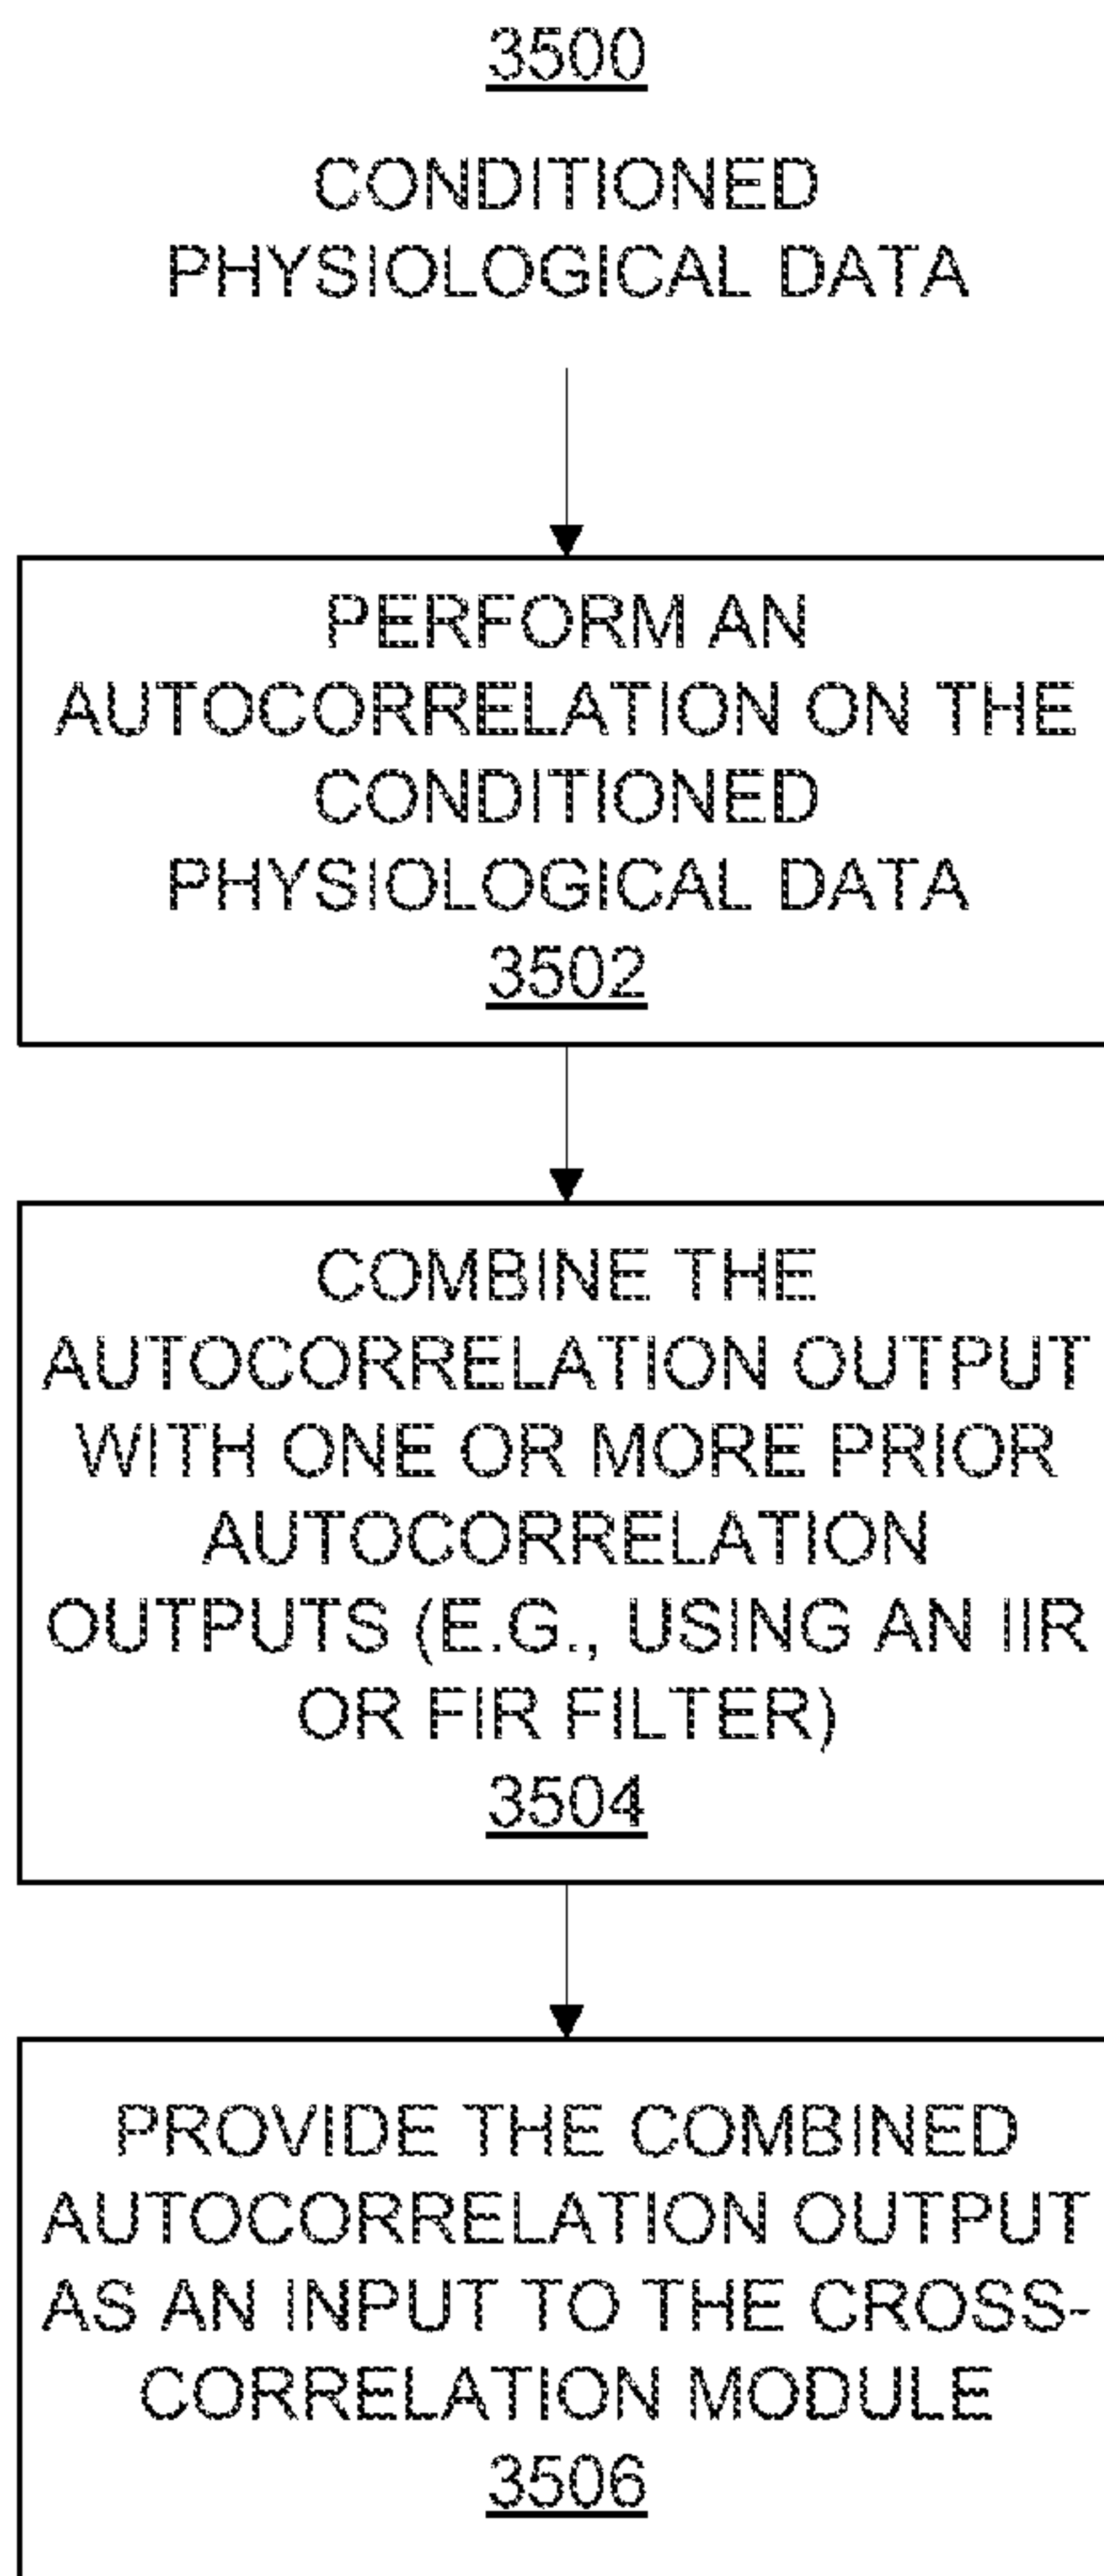 3500
CONDITIONED
PHYSIOLOGICAL DATA
PERFORM AN
AUTOCORRELATION ON THE
CONDITIONED
PHYSIOLOGICAL DATA
3502
COMBINE THE
AUTOCORRELATION OUTPUT
WITH ONE OR MORE PRIOR
AUTOCORRELATION
OUTPUTS (E.G., USING AN IIR
OR FIR FILTER)
3504
PROVIDE THE COMBINED
AUTOCORRELATION OUTPUT
AS AN INPUT TO THE CROSS-
CORRELATION MODULE
3506